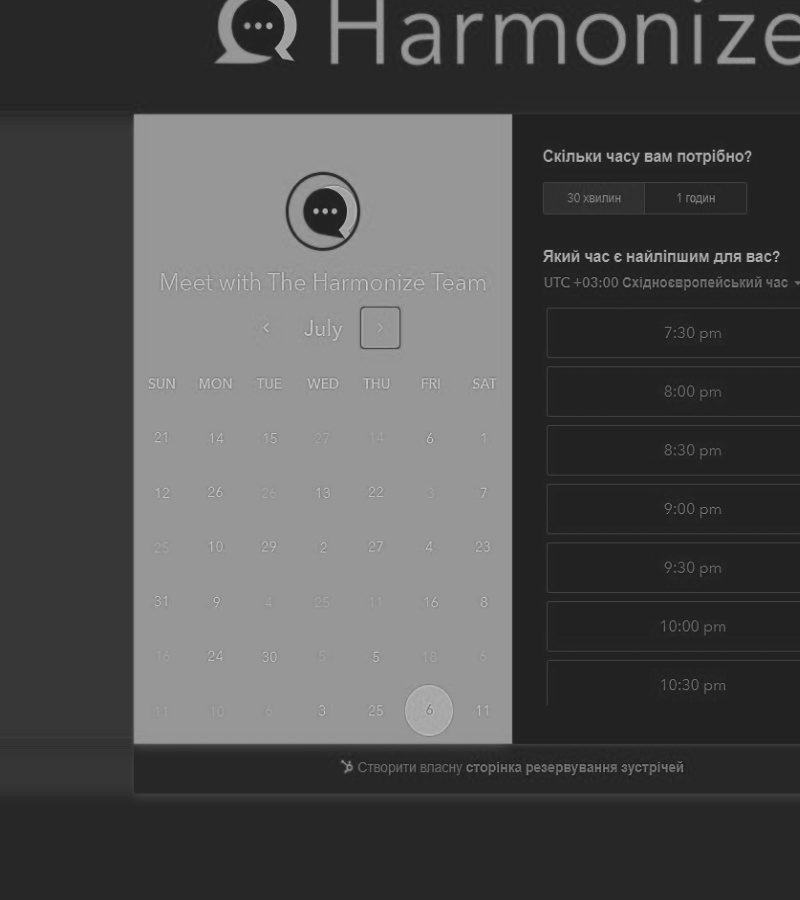 Harmonize
Meet with The Harmonize Team
July
SUN MON TUE WED THU FRI SAT
21 14 15 27 14 6 1
12 26 26 13 22 3 7
25 10 29 2 27 4 23
31 9 4 25 11 16 8
16 24 30 5 5 18 6
11 10 6 3 25 6 11
Скільки часу вам потрібно?
30 хвилин 1 годин
Який час є найліпшим для вас?
UTC +03:00 Східноєвропейський час
7:30 pm
8:00 pm
8:30 pm
9:00 pm
9:30 pm
10:00 pm
10:30 pm
Створити власну сторінка резервування зустрічей